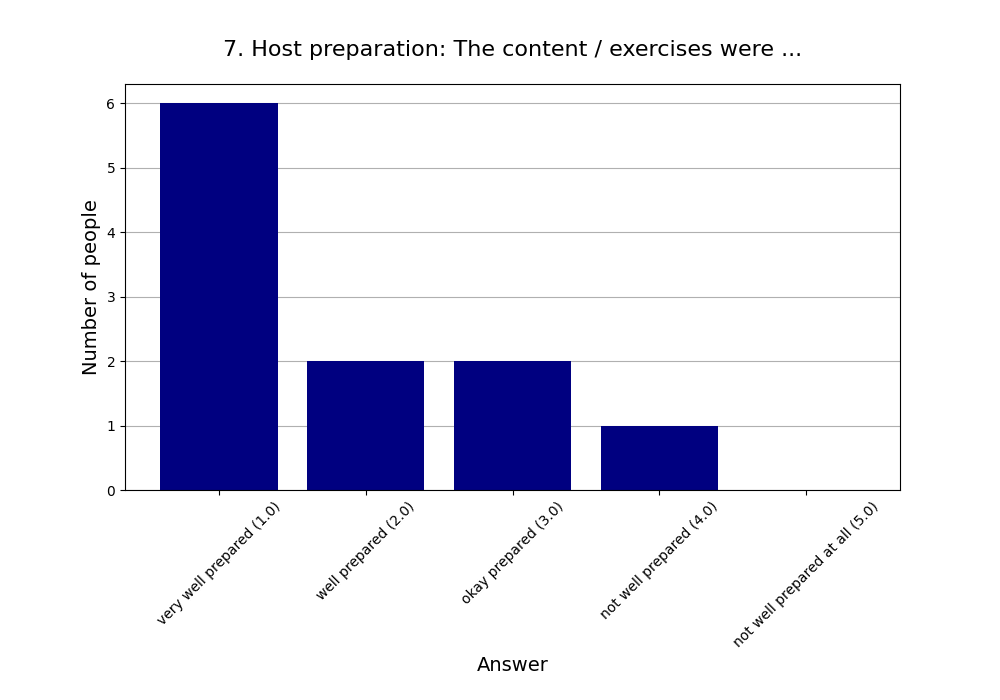 7. Host preparation: The content / exercises were ...
Number of people
6
5
4
3
2
1
0
very well prepared (1.0)
well prepared (2.0)
okay prepared (3.0)
not well prepared (4.0)
not well prepared at all (5.0)
Answer